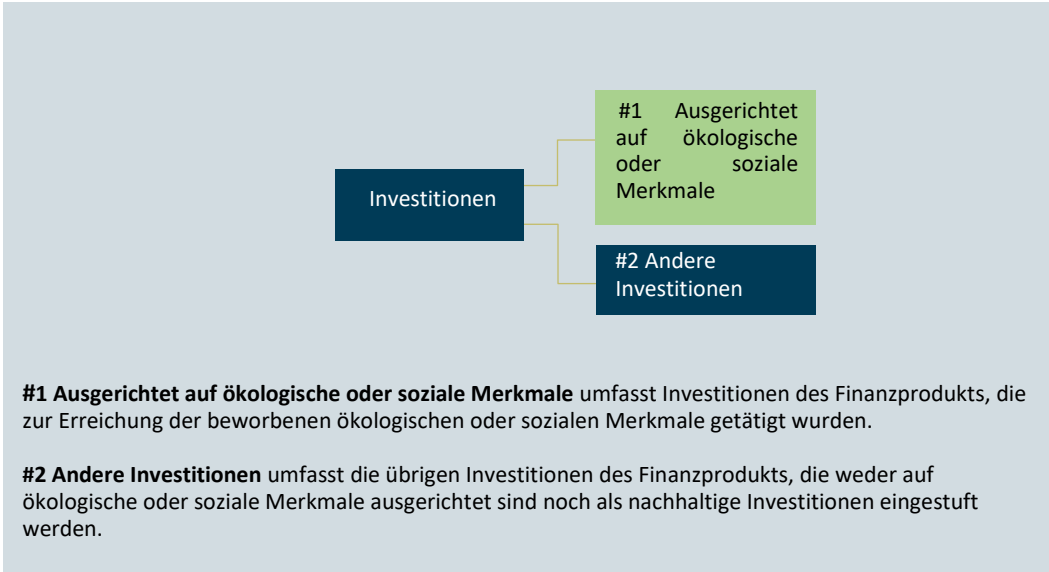 #1 Ausgerichtet
auf ökologische
oder soziale
Merkmale
Investitionen
#2 Andere
Investitionen
#1 Ausgerichtet auf ökologische oder soziale Merkmale umfasst Investitionen des Finanzprodukts, die
zur Erreichung der beworbenen ökologischen oder sozialen Merkmale getätigt wurden.
#2 Andere Investitionen umfasst die übrigen Investitionen des Finanzprodukts, die weder auf
ökologische oder soziale Merkmale ausgerichtet sind noch als nachhaltige Investitionen eingestuft
werden.